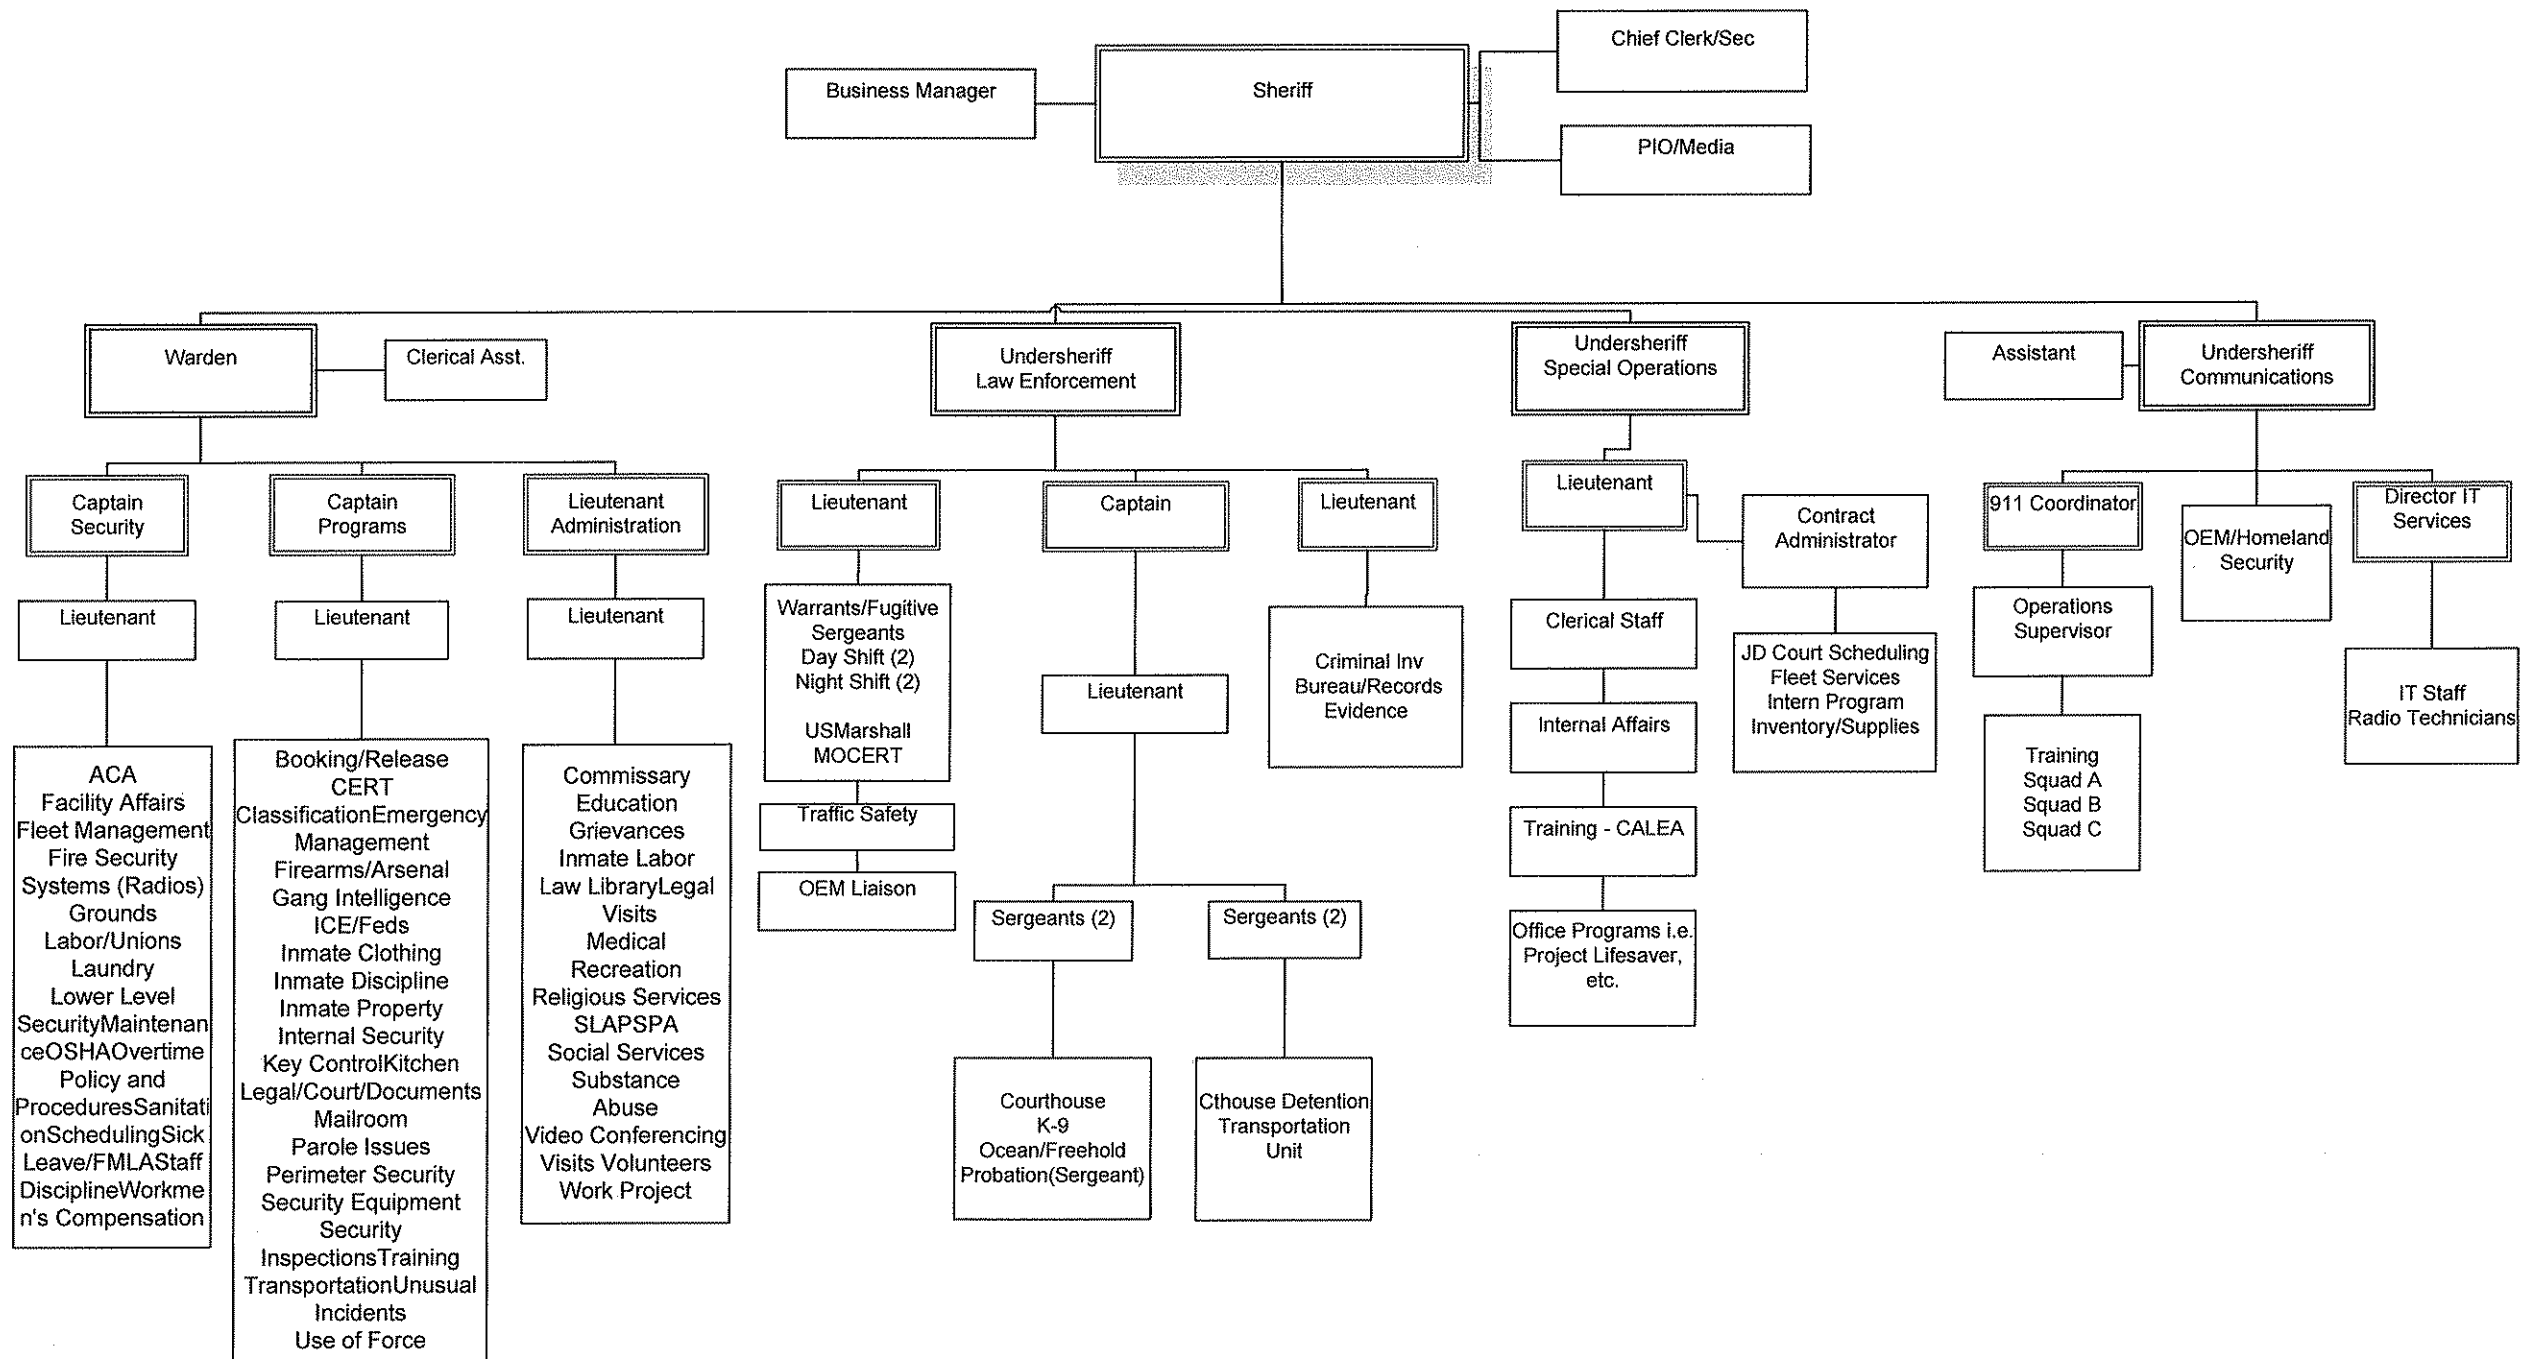 Chief Clerk/Sec
Business Manager
Sheriff
PIO/Media
Warden
Clerical Asst.
Undersheriff
Law Enforcement
Undersheriff
Special Operations
Assistant
Undersheriff
Communications
Captain
Security
Captain
Programs
Lieutenant
Administration
Lieutenant
Captain
Lieutenant
Lieutenant
Contract
Administrator
911 Coordinator
OEM/Homeland
Security
Director IT
Services
Lieutenant
Lieutenant
Lieutenant
Warrants/Fugitive
Sergeants
Day Shift (2)
Night Shift (2)
USMarshall
MOCERT
Traffic Safety
OEM Liaison
Lieutenant
Criminal Inv
Bureau/Records
Evidence
Clerical Staff
Internal Affairs
Training - CALEA
Office Programs i.e.
Project Lifesaver,
etc.
JD Court Scheduling
Fleet Services
Intern Program
Inventory/Supplies
Operations
Supervisor
Training
Squad A
Squad B
Squad C
IT Staff
Radio Technicians
ACA
Facility Affairs
Fleet Management
Fire Security
Systems (Radios)
Grounds
Labor/Unions
Laundry
Lower Level
SecurityMaintenan
ceOSHAOvertime
Policy and
ProceduresSanitati
onSchedulingSick
Leave/FMLAStaff
DisciplineWorkme
n's Compensation
Booking/Release
CERT
ClassificationEmergency
Management
Firearms/Arsenal
Gang Intelligence
ICE/Feds
Inmate Clothing
Inmate Discipline
Inmate Property
Internal Security
Key ControlKitchen
Legal/Court/Documents
Mailroom
Parole Issues
Perimeter Security
Security Equipment
Security
InspectionsTraining
TransportationUnusual
Incidents
Use of Force
Commissary
Education
Grievances
Inmate Labor
Law LibraryLegal
Visits
Medical
Recreation
Religious Services
SLAPSPA
Social Services
Substance
Abuse
Video Conferencing
Visits Volunteers
Work Project
Sergeants (2)
Sergeants (2)
Courthouse
K-9
Ocean/Freehold
Probation(Sergeant)
Cthouse Detention
Transportation
Unit